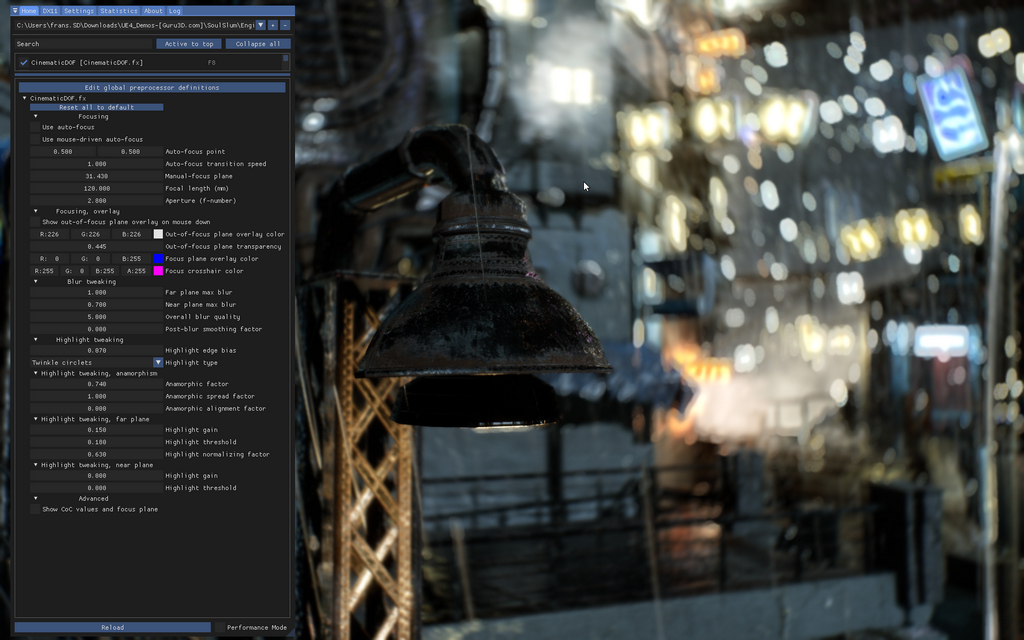 Home DX11 Settings Statistics About Log
C:\Users\frans.SD\Downloads\UE4_Demos-[Guru3D.com]\SoulSlum\Engi + -
Search Active to top Collapse all
CinematicDOF [CinematicDOF.fx] F8
Edit global preprocessor definitions
CinematicDOF.fx
Reset all to default
Focusing
Use auto-focus
Use mouse-driven auto-focus
0.500 0.500 Auto-focus point
1.000 Auto-focus transition speed
31.430 Manual-focus plane
120.000 Focal length (mm)
2.800 Aperture (f-number)
Focusing, overlay
Show out-of-focus plane overlay on mouse down
R:226 G:226 B:226 Out-of-focus plane overlay color
0.445 Out-of-focus plane transparency
R: 0 G: 0 B:255 Focus plane overlay color
R:255 G: 0 B:255 A:255 Focus crosshair color
Blur tweaking
1.000 Far plane max blur
0.700 Near plane max blur
5.000 Overall blur quality
0.000 Post-blur smoothing factor
Highlight tweaking
0.070 Highlight edge bias
Twinkle circlets Highlight type
Highlight tweaking, anamorphism
0.740 Anamorphic factor
1.000 Anamorphic spread factor
0.000 Anamorphic alignment factor
Highlight tweaking, far plane
0.150 Highlight gain
0.100 Highlight threshold
0.630 Highlight normalizing factor
Highlight tweaking, near plane
0.000 Highlight gain
0.000 Highlight threshold
Advanced
Show CoC values and focus plane
Reload Performance Mode